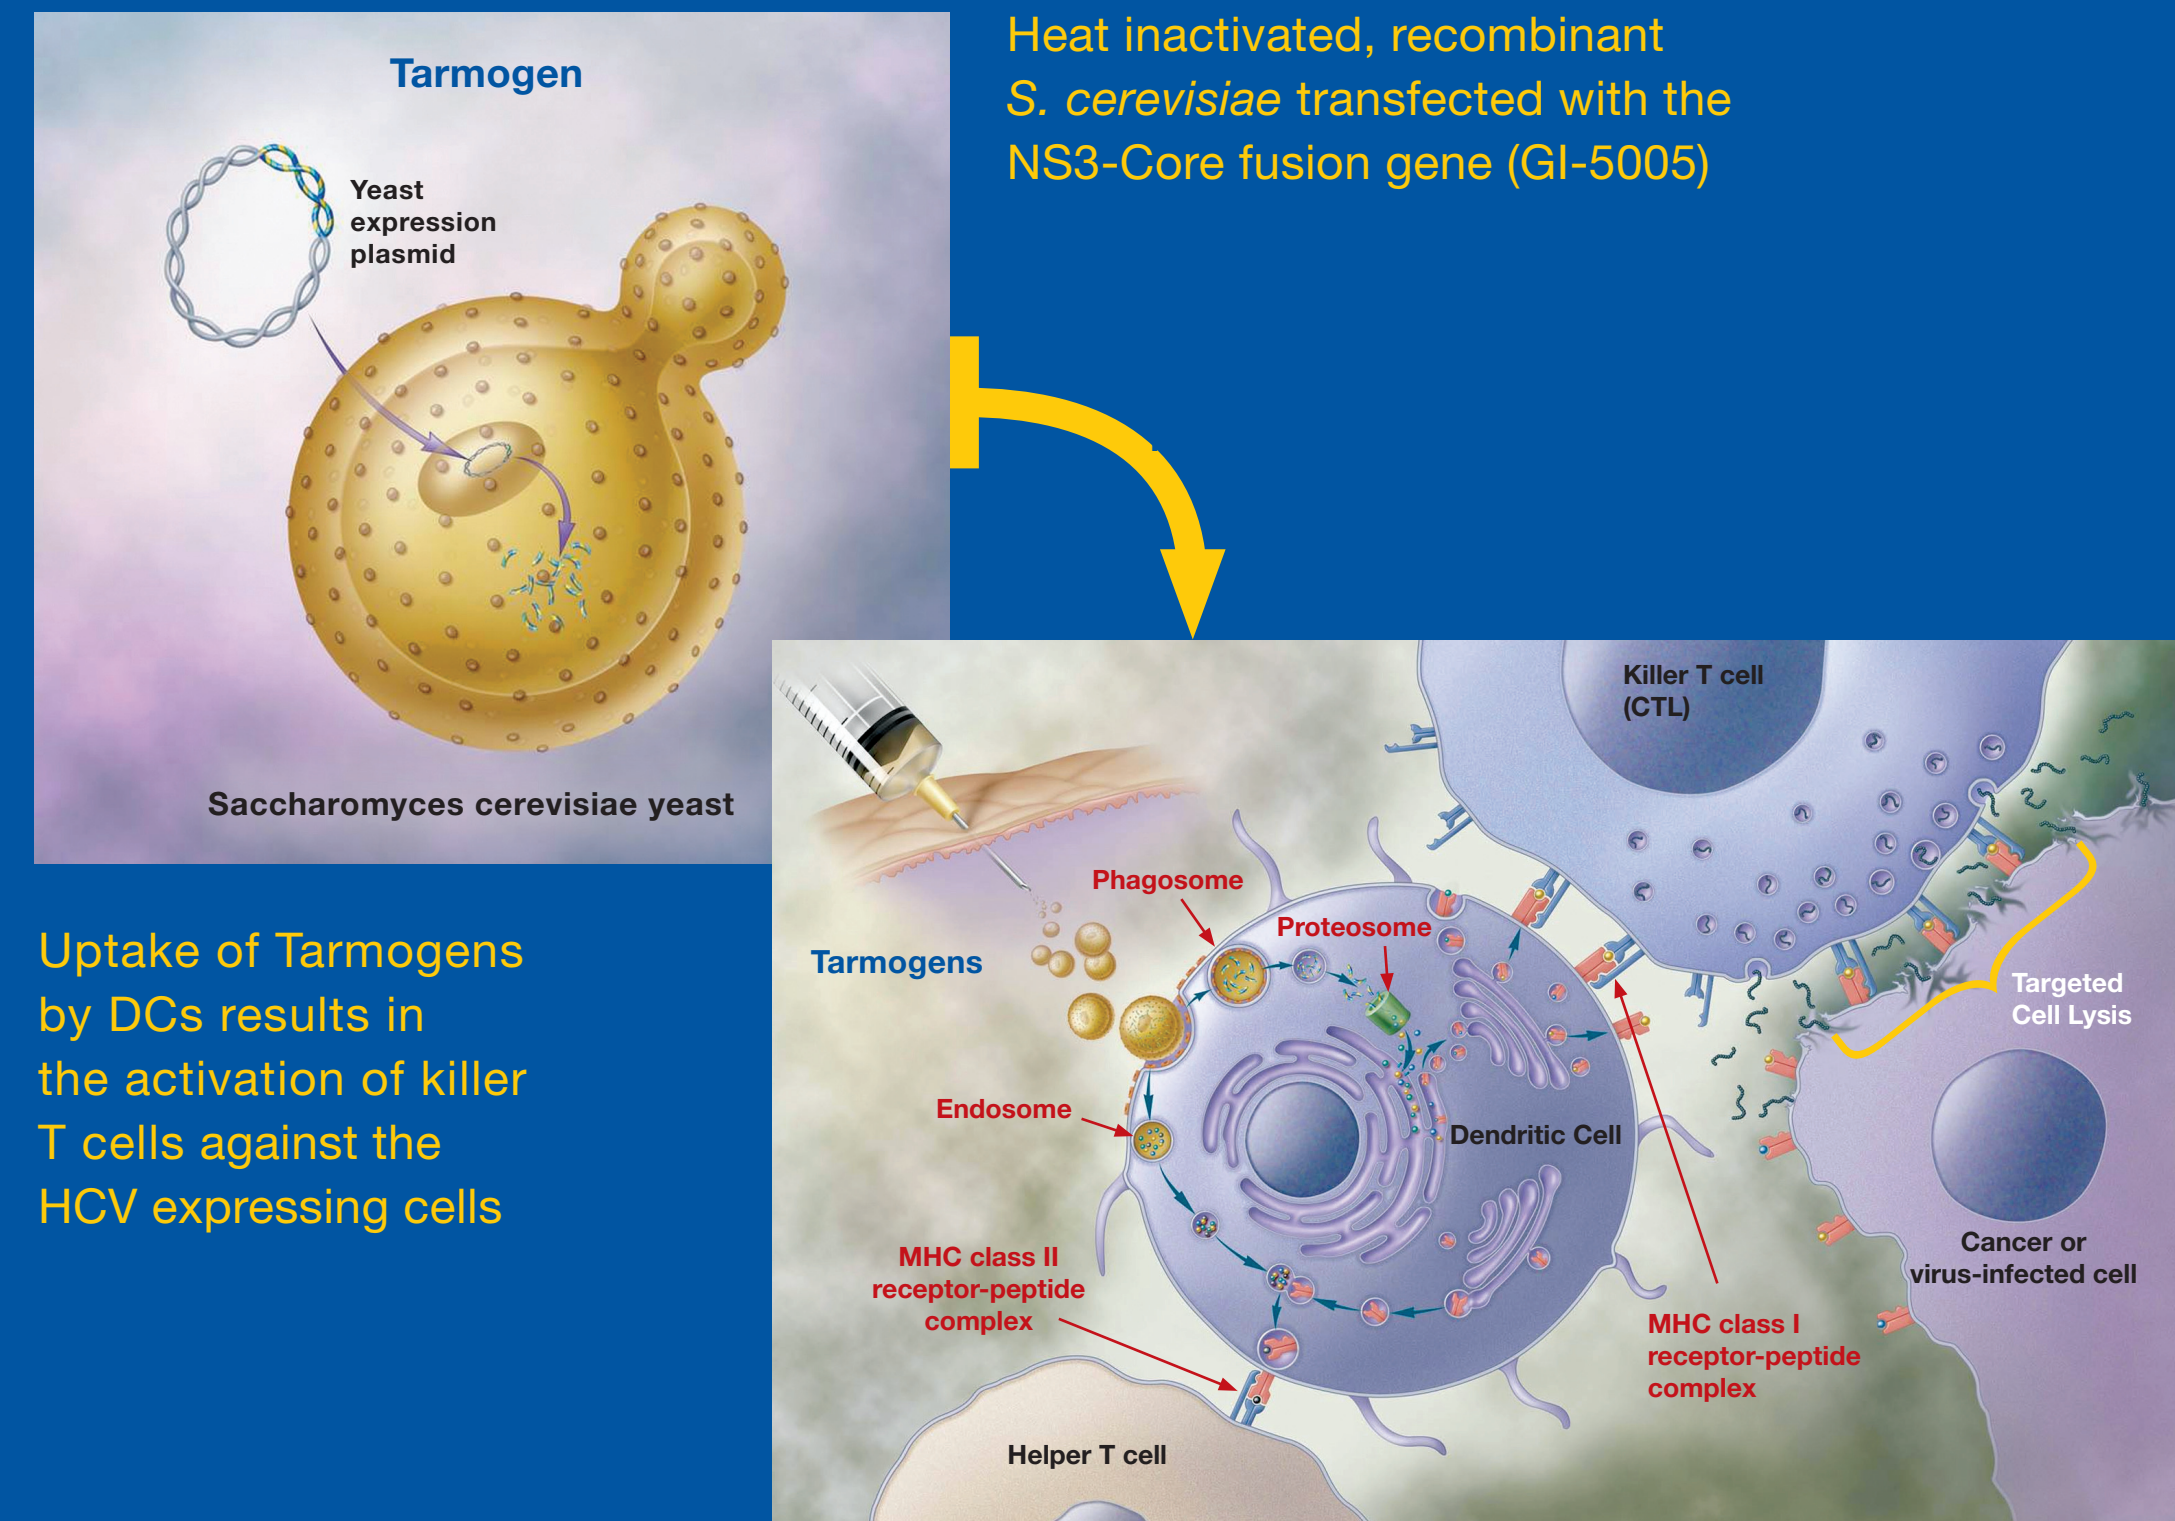 Tarmogen
Yeast
expression
plasmid
Saccharomyces cerevisiae yeast
Heat inactivated, recombinant
S. cerevisiae transfected with the
NS3-Core fusion gene (GI-5005)
Uptake of Tarmogens
by DCs results in
the activation of killer
T cells against the
HCV expressing cells
Killer T cell
(CTL)
Phagosome
Proteosome
Tarmogens
Targeted
Cell Lysis
Endosome
Dendritic Cell
MHC class II
receptor-peptide
complex
Cancer or
virus-infected cell
MHC class I
receptor-peptide
complex
Helper T cell